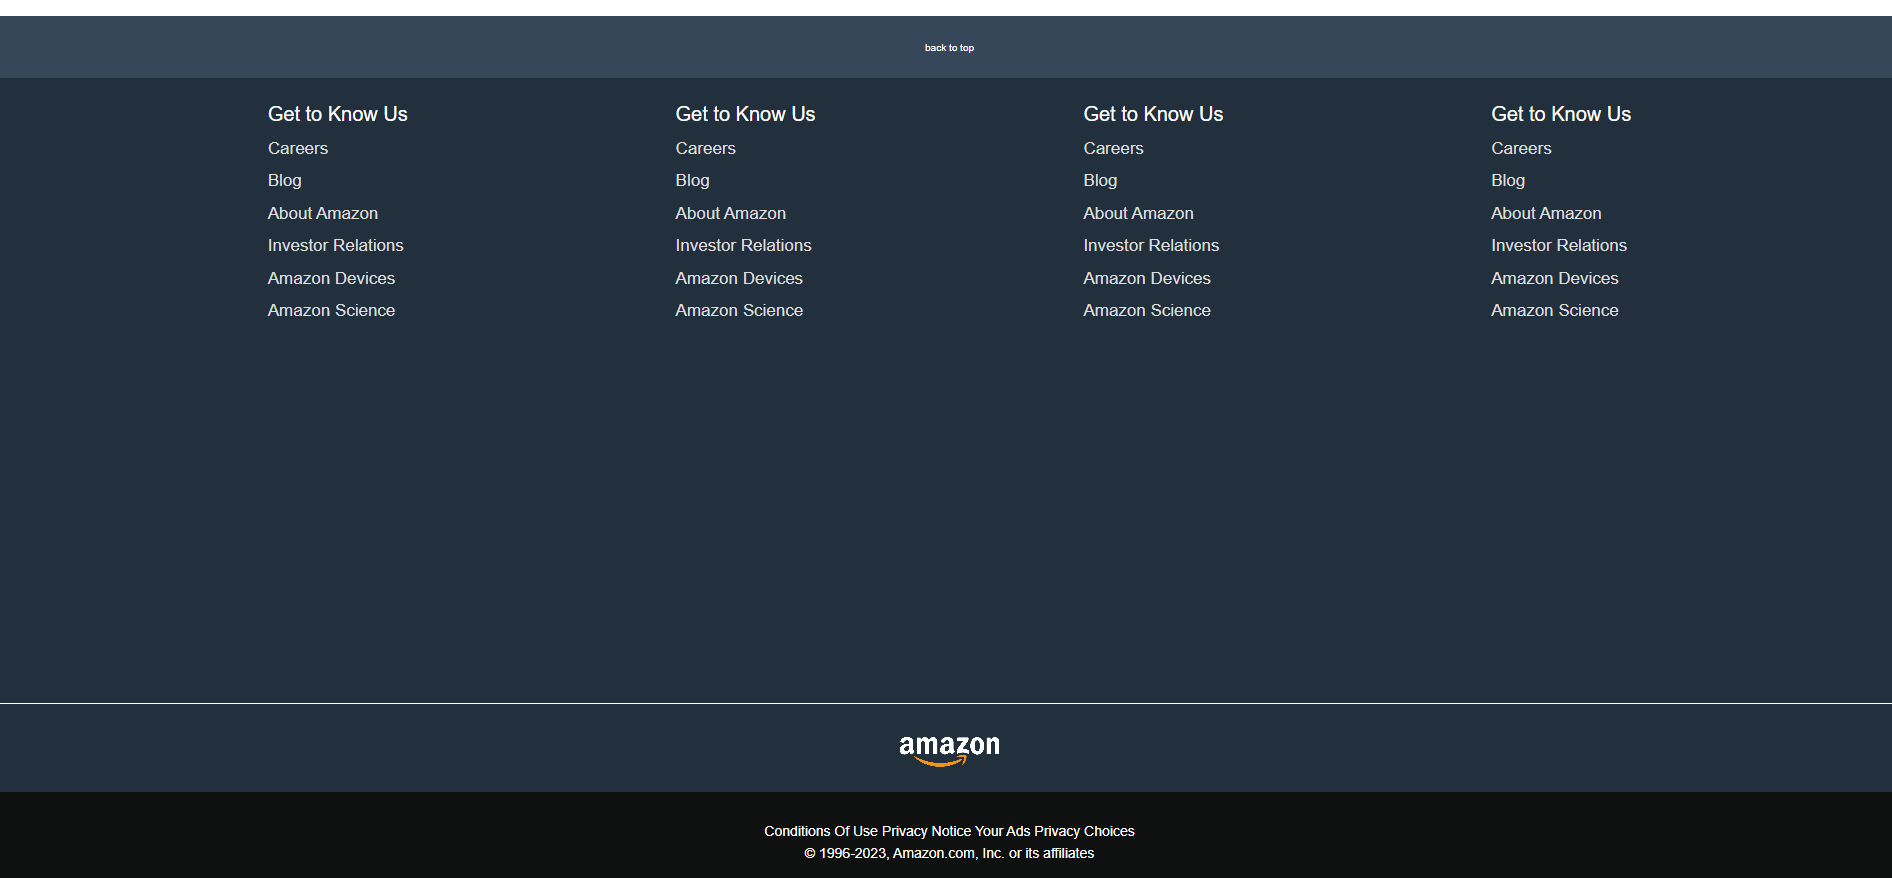 back to top
Get to Know Us
Careers
Blog
About Amazon
Investor Relations
Amazon Devices
Amazon Science
Get to Know Us
Careers
Blog
About Amazon
Investor Relations
Amazon Devices
Amazon Science
Get to Know Us
Careers
Blog
About Amazon
Investor Relations
Amazon Devices
Amazon Science
Get to Know Us
Careers
Blog
About Amazon
Investor Relations
Amazon Devices
Amazon Science
amazon
Conditions Of Use Privacy Notice Your Ads Privacy Choices
© 1996-2023, Amazon.com, Inc. or its affiliates